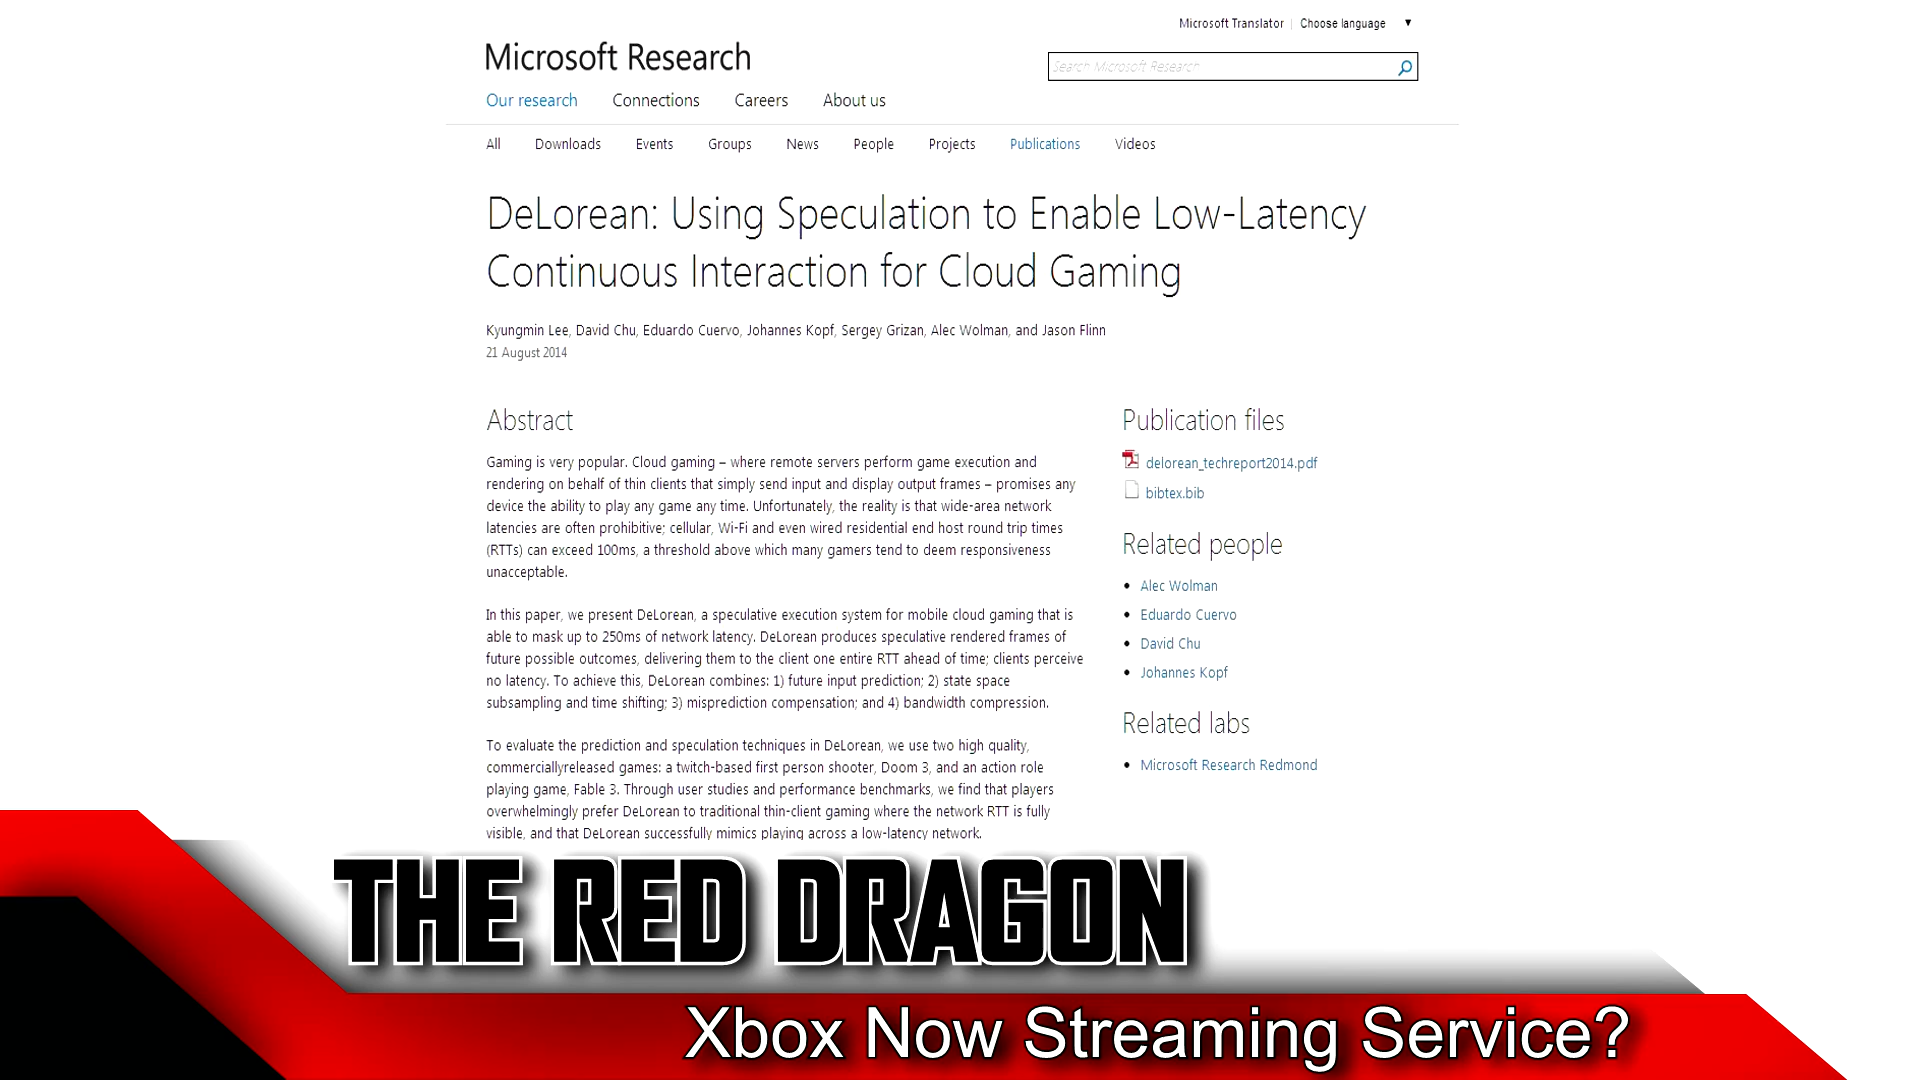 Microsoft Translator | Choose language ▼
Microsoft Research
Search Microsoft Research
Our research Connections Careers About us
All Downloads Events Groups News People Projects Publications Videos
DeLorean: Using Speculation to Enable Low-Latency
Continuous Interaction for Cloud Gaming
Kyungmin Lee, David Chu, Eduardo Cuervo, Johannes Kopf, Sergey Grizan, Alec Wolman, and Jason Flinn
21 August 2014
Abstract
Gaming is very popular. Cloud gaming – where remote servers perform game execution and
rendering on behalf of thin clients that simply send input and display output frames – promises any
device the ability to play any game any time. Unfortunately, the reality is that wide-area network
latencies are often prohibitive; cellular, Wi-Fi and even wired residential end host round trip times
(RTTs) can exceed 100ms, a threshold above which many gamers tend to deem responsiveness
unacceptable.
In this paper, we present DeLorean, a speculative execution system for mobile cloud gaming that is
able to mask up to 250ms of network latency. DeLorean produces speculative rendered frames of
future possible outcomes, delivering them to the client one entire RTT ahead of time; clients perceive
no latency. To achieve this, DeLorean combines: 1) future input prediction; 2) state space
subsampling and time shifting; 3) misprediction compensation; and 4) bandwidth compression.
To evaluate the prediction and speculation techniques in DeLorean, we use two high quality,
commerciallyreleased games: a twitch-based first person shooter, Doom 3, and an action role
playing game, Fable 3. Through user studies and performance benchmarks, we find that players
overwhelmingly prefer DeLorean to traditional thin-client gaming where the network RTT is fully
visible, and that DeLorean successfully mimics playing across a low-latency network.
Publication files
delorean_techreport2014.pdf
bibtex.bib
Related people
• Alec Wolman
• Eduardo Cuervo
• David Chu
• Johannes Kopf
Related labs
• Microsoft Research Redmond
THE RED DRAGON
Xbox Now Streaming Service?